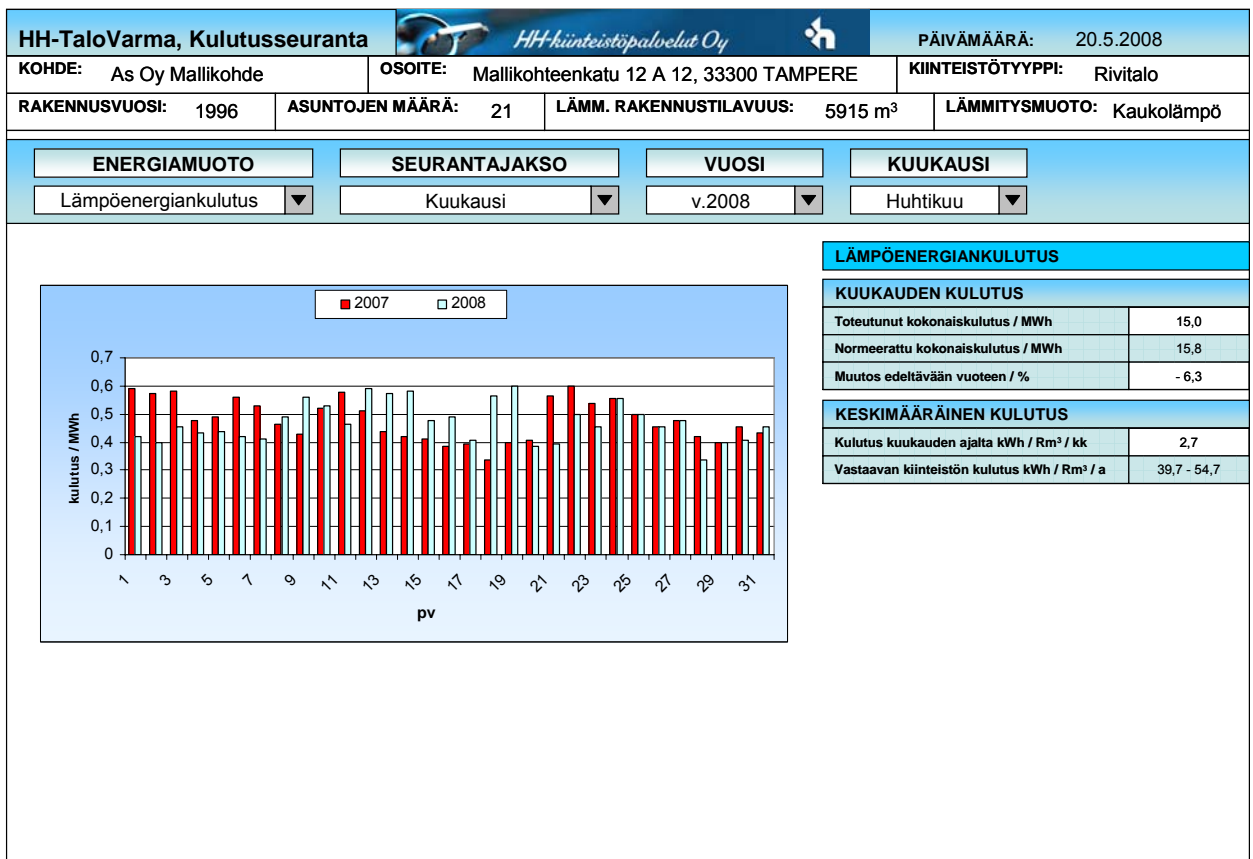 HH-TaloVarma, Kulutusseuranta HH-kiinteistöpalvelut Oy PÄIVÄMÄÄRÄ: 20.5.2008
KOHDE: As Oy Mallikohde OSOITE: Mallikohteenkatu 12 A 12, 33300 TAMPERE KIINTEISTÖTYYPPI: Rivitalo
RAKENNUSVUOSI: 1996 ASUNTOJEN MÄÄRÄ: 21 LÄMM. RAKENNUSTILAVUUS: 5915 m³ LÄMMITYSMUOTO: Kaukolämpö
ENERGIAMUOTO SEURANTAJAKSO VUOSI KUUKAUSI
Lämpöenergiankulutus Kuukausi v.2008 Huhtikuu
LÄMPÖENERGIANKULUTUS
KUUKAUDEN KULUTUS
Toteutunut kokonaiskulutus / MWh 15,0
Normeerattu kokonaiskulutus / MWh 15,8
Muutos edeltävään vuoteen / % - 6,3
KESKIMÄÄRÄINEN KULUTUS
Kulutus kuukauden ajalta kWh / Rm³ / kk 2,7
Vastaavan kiinteistön kulutus kWh / Rm³ / a 39,7 - 54,7
2007 2008
kulutus / MWh
0,7
0,6
0,5
0,4
0,3
0,2
0,1
0
1 3 5 7 9 11 13 15 17 19 21 23 25 27 29 31
pv